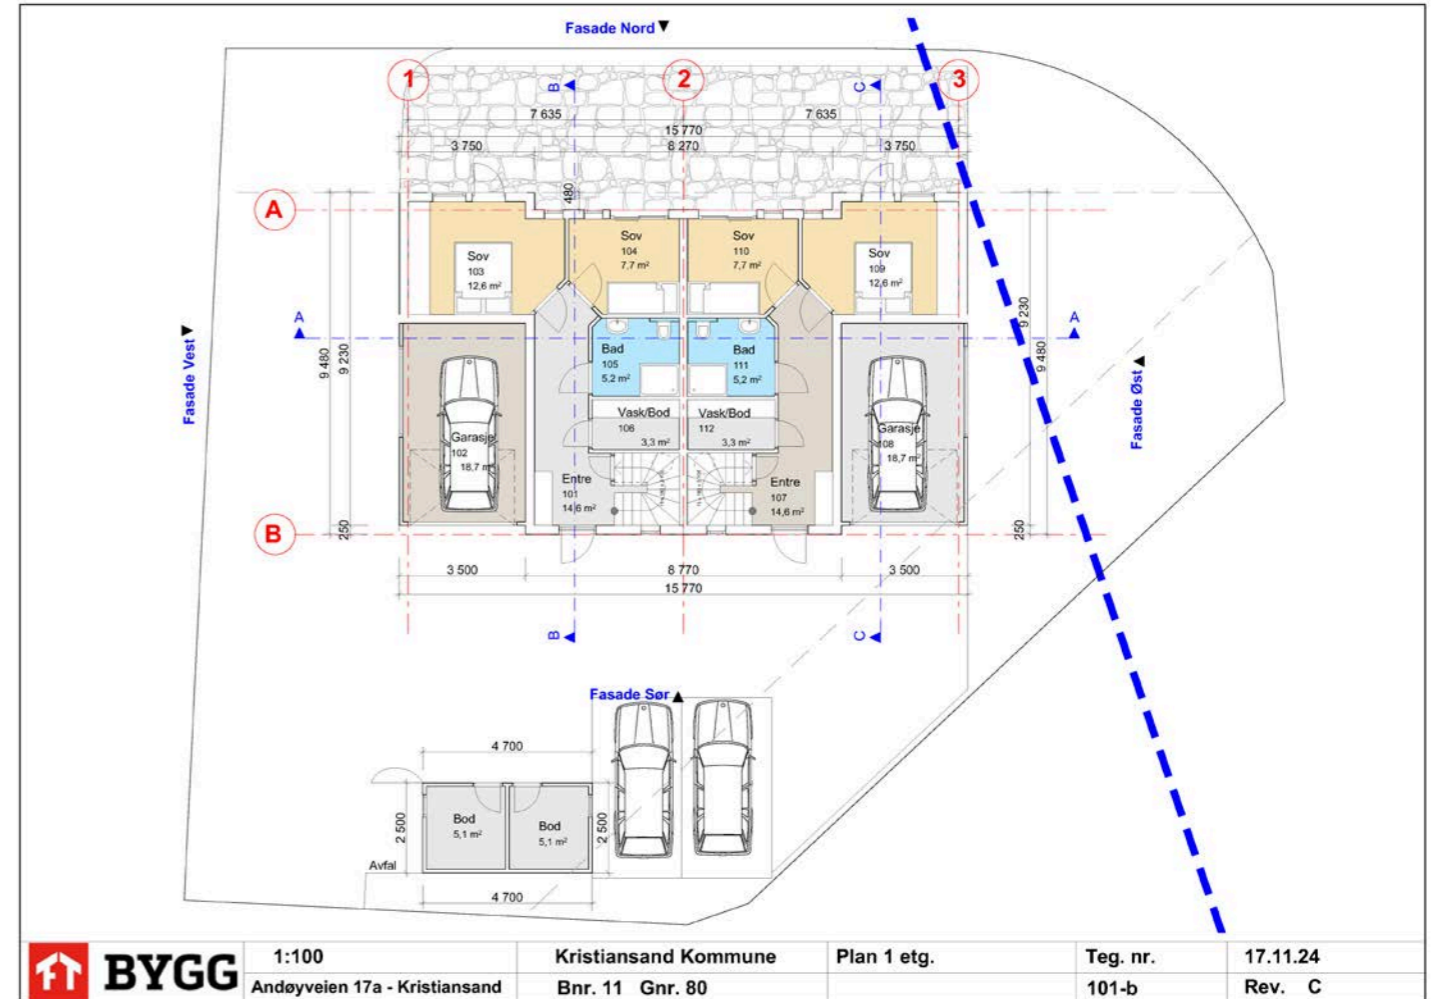 Fasade Nord
1
2
3
B
C
7 635
7 635
15 770
3 750
8 270
3 750
480
A
Sov
103
12,6 m²
Sov
104
7,7 m²
Sov
110
7,7 m²
Sov
109
12,6 m²
A
A
9 480
9 230
9 230
9 480
Fasade Vest
Fasade Øst
Bad
105
5,2 m²
Bad
111
5,2 m²
Vask/Bod
106
3,3 m²
Vask/Bod
112
3,3 m²
Garasje
102
18,7 m
Garasje
108
18,7 m
Entre
101
14,6 m²
Entre
107
14,6 m²
B
250
250
3 500
8 770
3 500
15 770
B
C
Fasade Sør
4 700
2 500
2 500
Bod
5,1 m²
Bod
5,1 m²
Avfal
4 700
BYGG
1:100
Kristiansand Kommune
Plan 1 etg.
Teg. nr.
17.11.24
Andøyveien 17a - Kristiansand
Bnr. 11 Gnr. 80
101-b
Rev. C